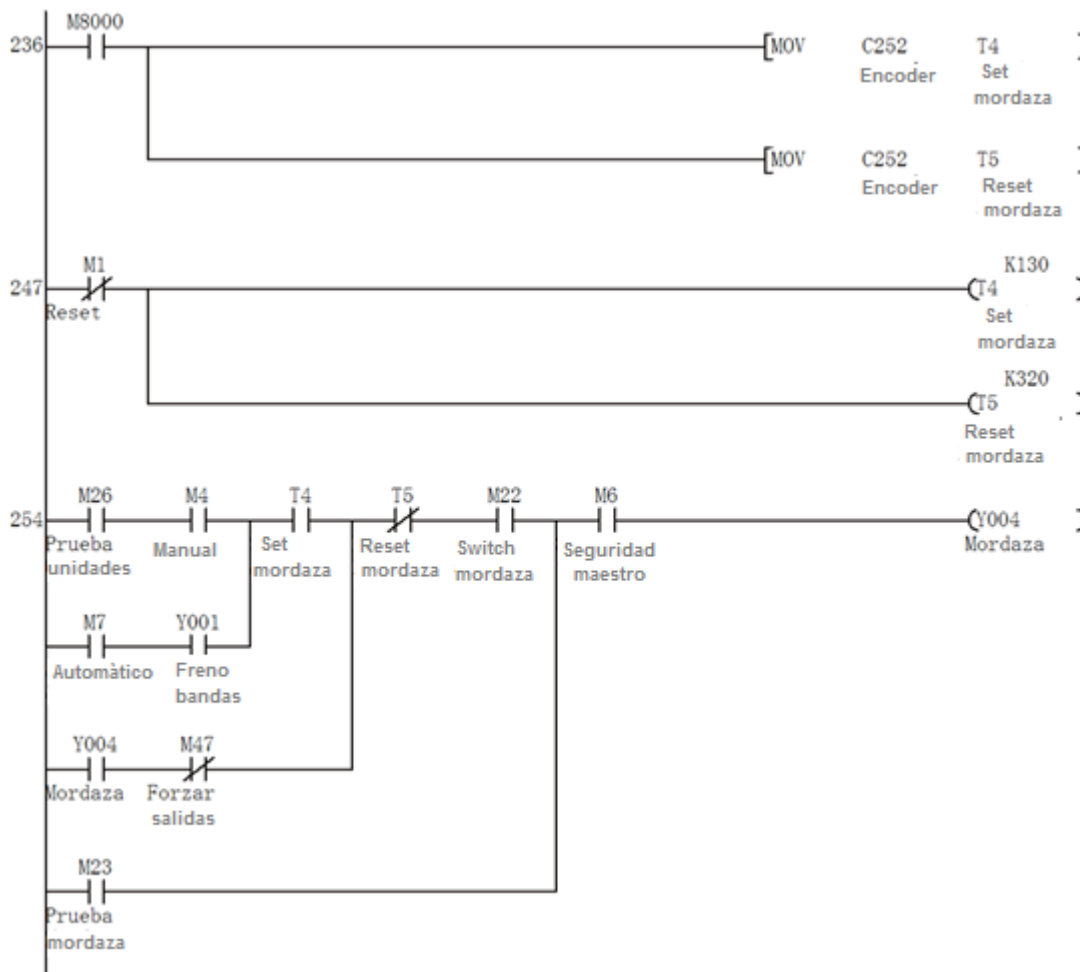 M8000
236 [MOV C252 T4 ]
Encoder Set
mordaza
[MOV C252 T5 ]
Encoder Reset
mordaza
M1 K130
247 (T4 )
Reset Set
mordaza
K320
(T5 )
Reset
mordaza
M26 M4 T4 T5 M22 M6
254 (Y004 )
Prueba Manual Set Reset Switch Seguridad Mordaza
unidades mordaza mordaza mordaza maestro
M7 Y001
Automàtico Freno
bandas
Y004 M47
Mordaza Forzar
salidas
M23
Prueba
mordaza